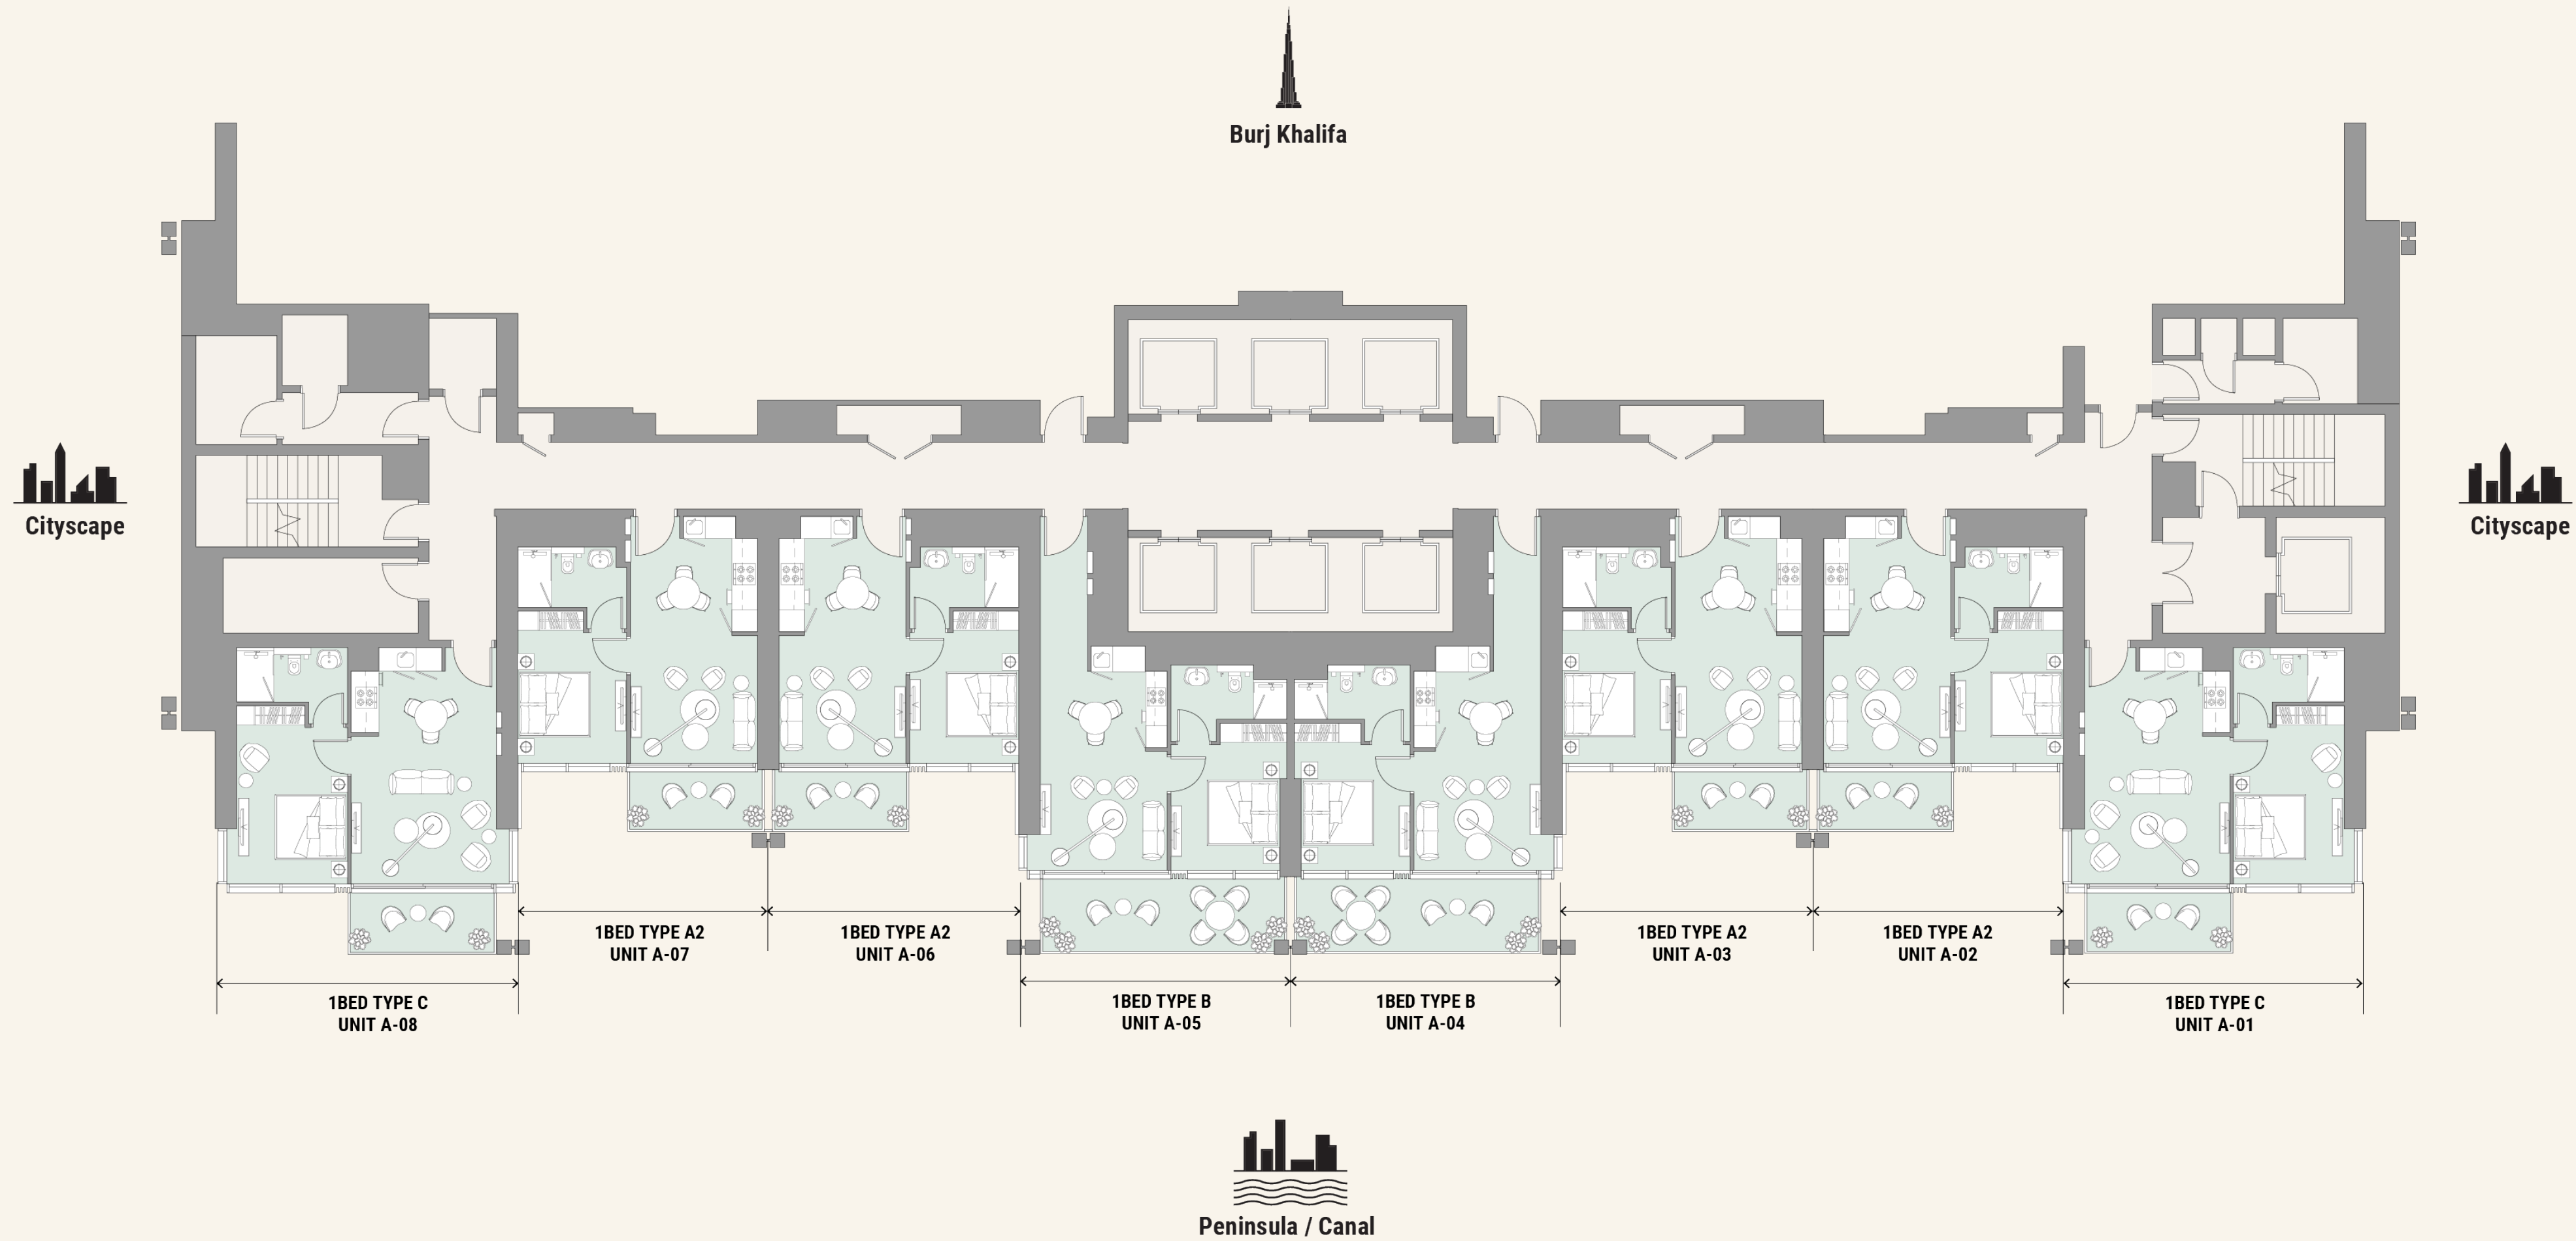 Burj Khalifa
Cityscape
Cityscape
1BED TYPE A2
UNIT A-07
1BED TYPE A2
UNIT A-06
1BED TYPE A2
UNIT A-03
1BED TYPE A2
UNIT A-02
1BED TYPE C
UNIT A-08
1BED TYPE B
UNIT A-05
1BED TYPE B
UNIT A-04
1BED TYPE C
UNIT A-01
Peninsula / Canal